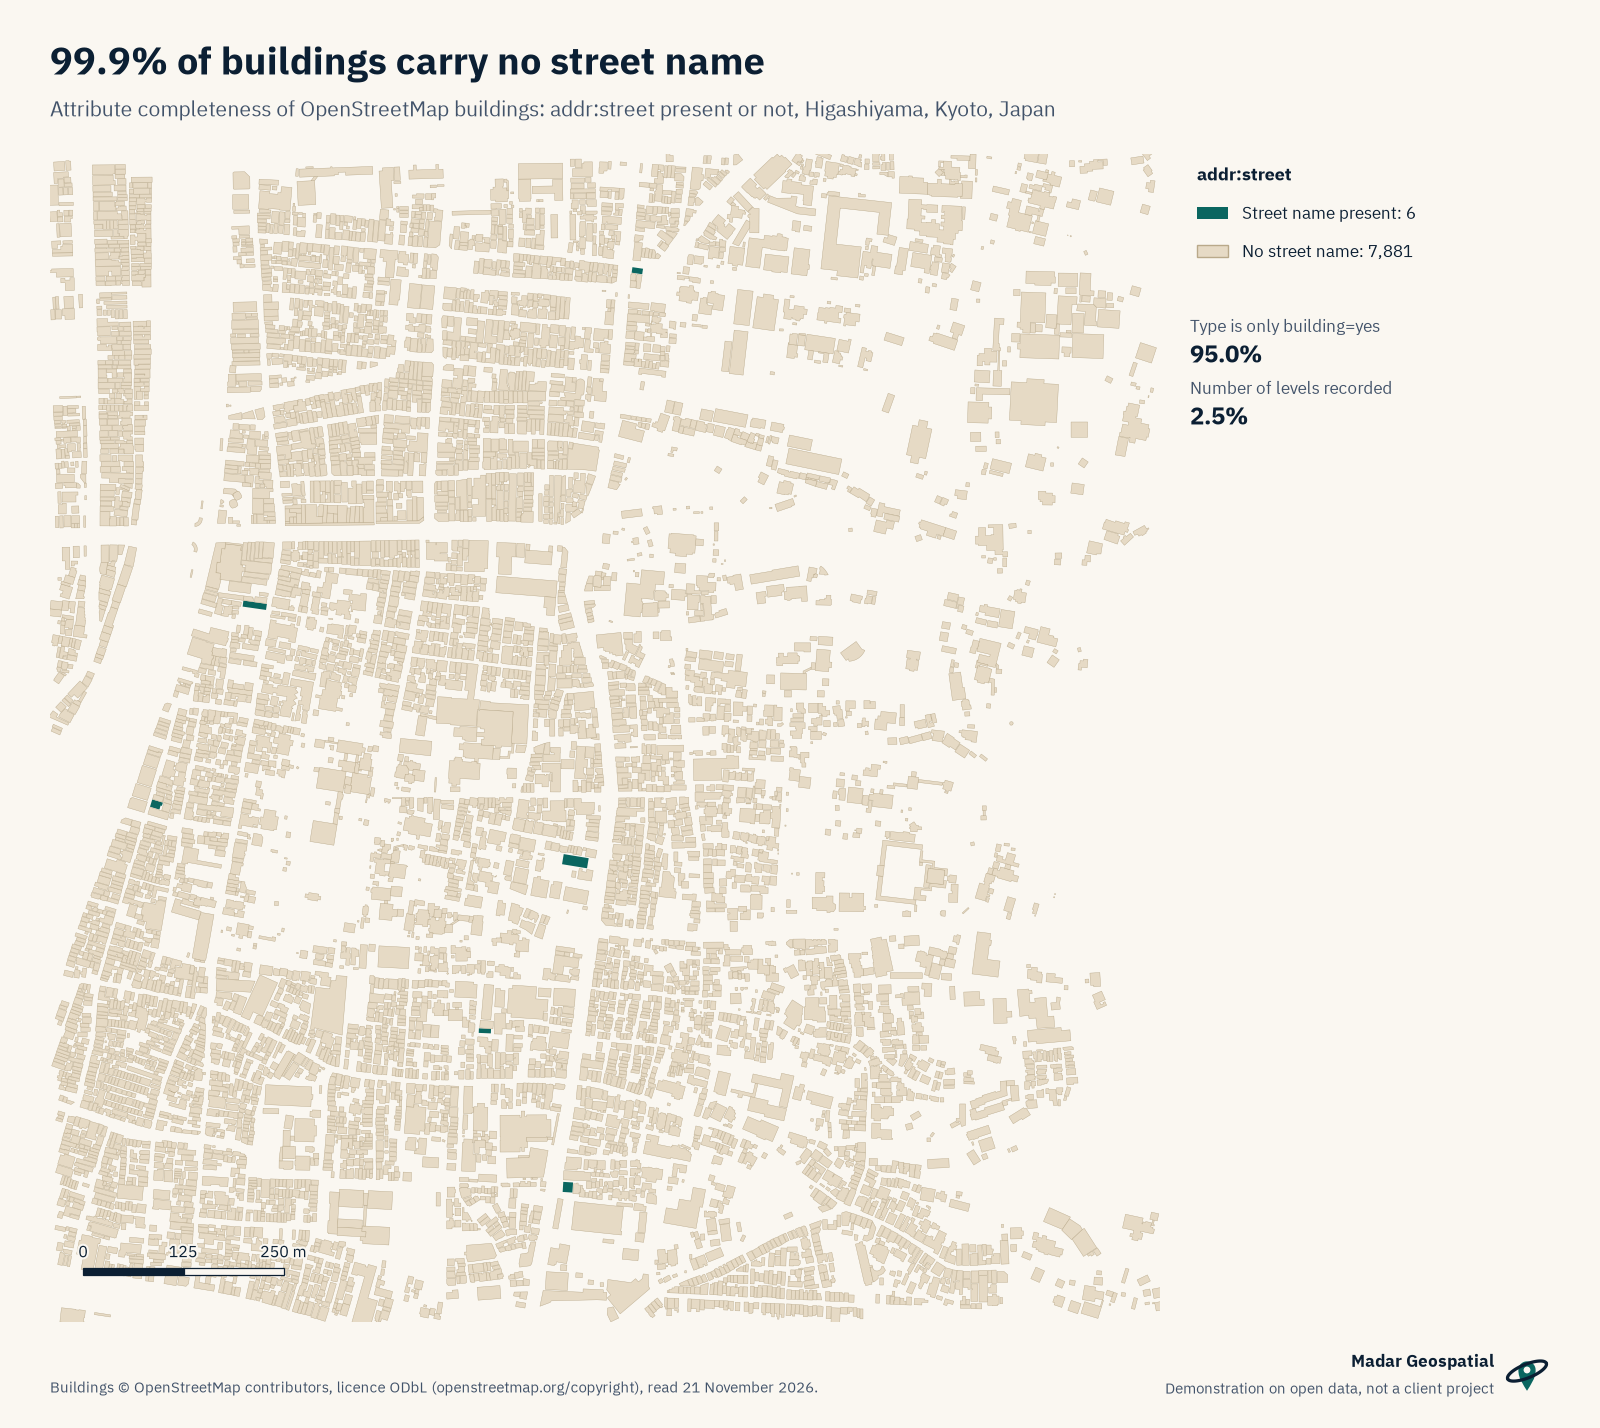 99.9% of buildings carry no street name
Attribute completeness of OpenStreetMap buildings: addr:street present or not, Higashiyama, Kyoto, Japan
addr:street
Street name present: 6
No street name: 7,881
Type is only building=yes
95.0%
Number of levels recorded
2.5%
0 125 250 m
Madar Geospatial
Buildings © OpenStreetMap contributors, licence ODbL (openstreetmap.org/copyright), read 21 November 2026.
Demonstration on open data, not a client project